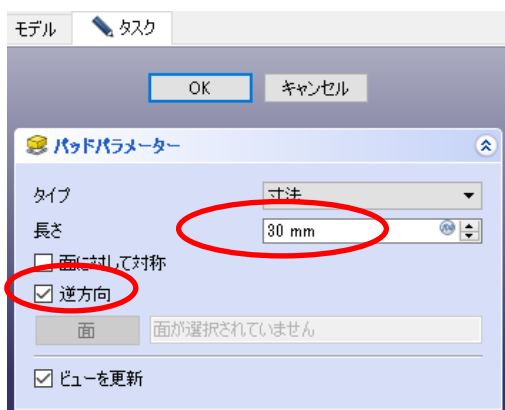 モデル タスク
OK キャンセル
パッドパラメーター
タイプ 寸法
長さ 30 mm
面に対して対称
逆方向
面 面が選択されていません
ビューを更新